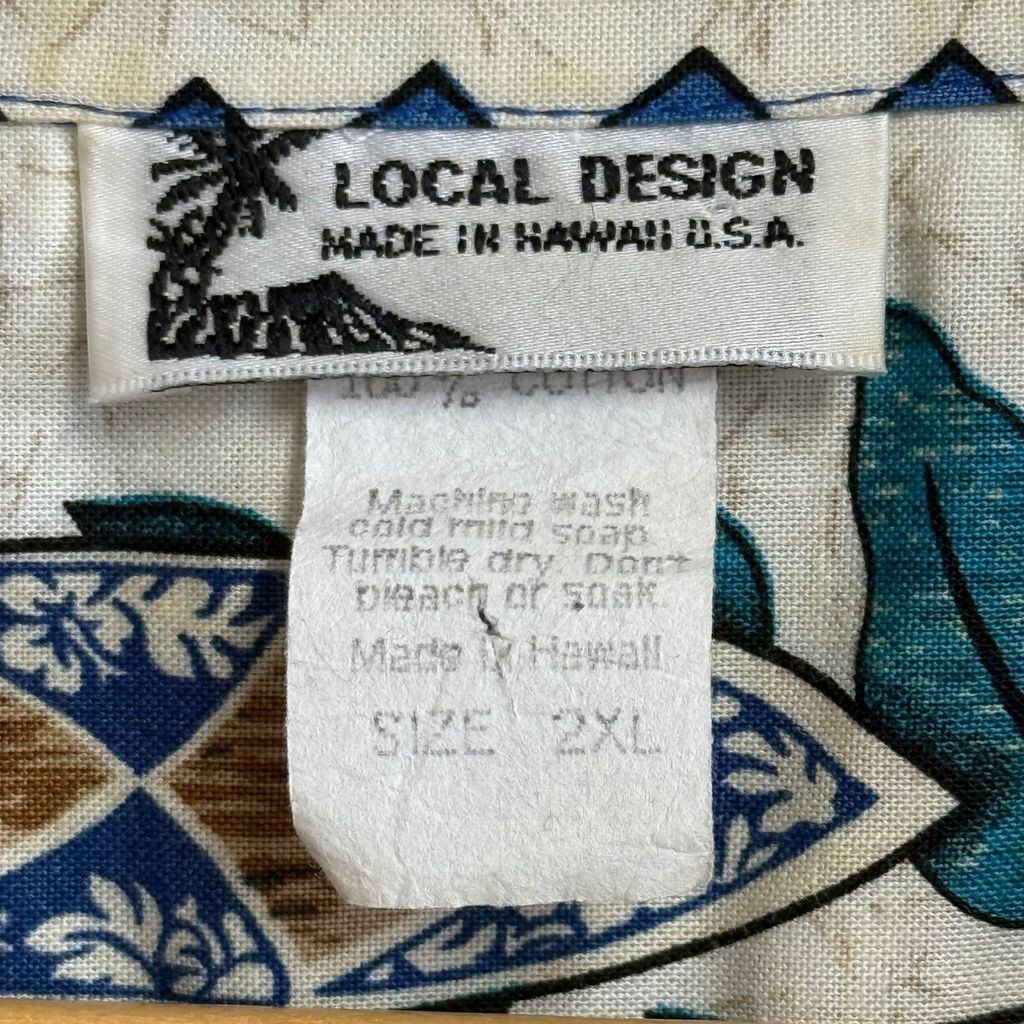 LOCAL DESIGN
MADE IN HAWAII U.S.A.
100% COTTON
Machine wash
cold mild soap.
Tumble dry. Don't
bleach or soak.
Made in Hawaii
SIZE 2XL